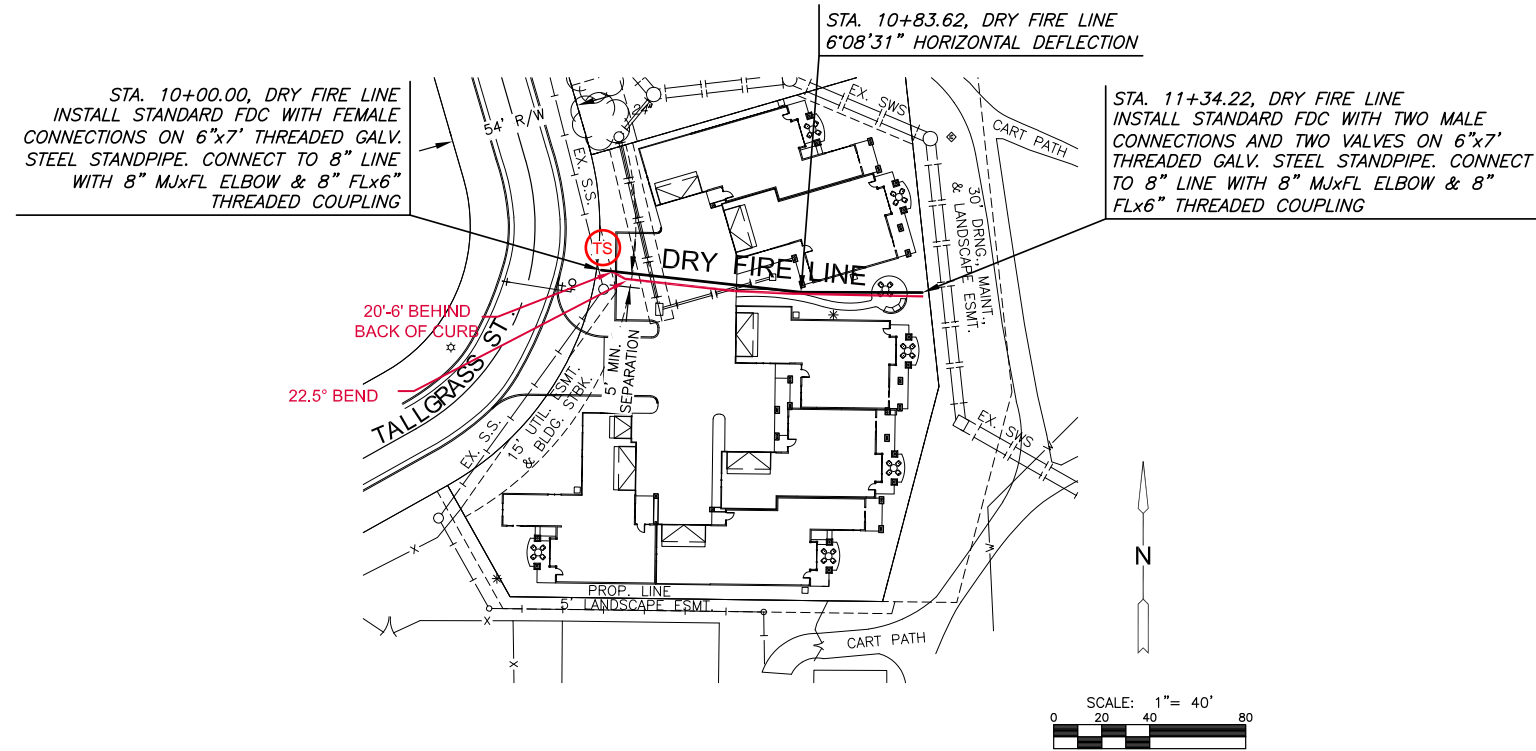 STA. 10+83.62, DRY FIRE LINE
6°08'31" HORIZONTAL DEFLECTION
STA. 10+00.00, DRY FIRE LINE
INSTALL STANDARD FDC WITH FEMALE
CONNECTIONS ON 6"x7' THREADED GALV.
STEEL STANDPIPE. CONNECT TO 8" LINE
WITH 8" MJxFL ELBOW & 8" FLx6"
THREADED COUPLING
STA. 11+34.22, DRY FIRE LINE
INSTALL STANDARD FDC WITH TWO MALE
CONNECTIONS AND TWO VALVES ON 6"x7'
THREADED GALV. STEEL STANDPIPE. CONNECT
TO 8" LINE WITH 8" MJxFL ELBOW & 8"
FLx6" THREADED COUPLING
54' R/W
EX. S.S.
24"
EX. SWS
CART PATH
30' DRNG., MAINT.,
& LANDSCAPE ESMT.
TS
DRY FIRE LINE
20'-6' BEHIND
BACK OF CURB
22.5° BEND
TALLGRASS ST.
5' MIN.
SEPARATION
EX. S.S.
15' UTIL. ESMT.
& BLDG. STBK.
EX. SWS
X
X
X
X
W
N
PROP. LINE
5' LANDSCAPE ESMT.
CART PATH
SCALE: 1"= 40'
0 20 40 80